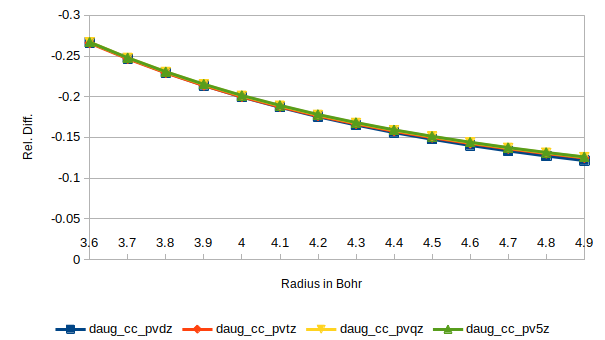 -0.3
-0.25
-0.2
-0.15
-0.1
-0.05
0
Rel. Diff.
3.6 3.7 3.8 3.9 4 4.1 4.2 4.3 4.4 4.5 4.6 4.7 4.8 4.9
Radius in Bohr
daug_cc_pvdz daug_cc_pvtz daug_cc_pvqz daug_cc_pv5z